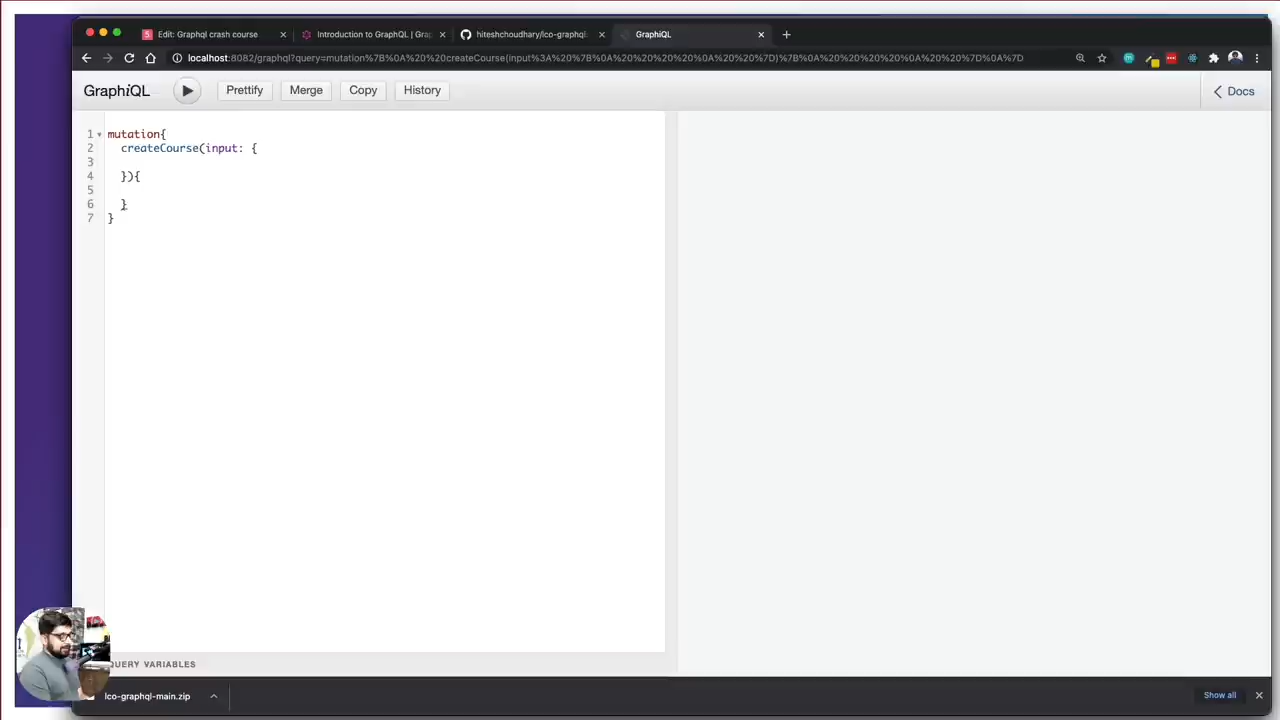 Edit: Graphql crash course
Introduction to GraphQL | Grap
hiteshchoudhary/lco-graphql
GraphiQL
localhost:8082/graphql?query=mutation%7B%0A%20%20createCourse(input%3A%20%7B%0A%20%20%20%20%0A%20%20%7D)%7B%0A%20%20%20%20%0A%20%20%7D%0A%7D
GraphiQL
Prettify
Merge
Copy
History
Docs
1 mutation{
2 createCourse(input: {
3
4 }){
5
6 }
7 }
QUERY VARIABLES
lco-graphql-main.zip
Show all